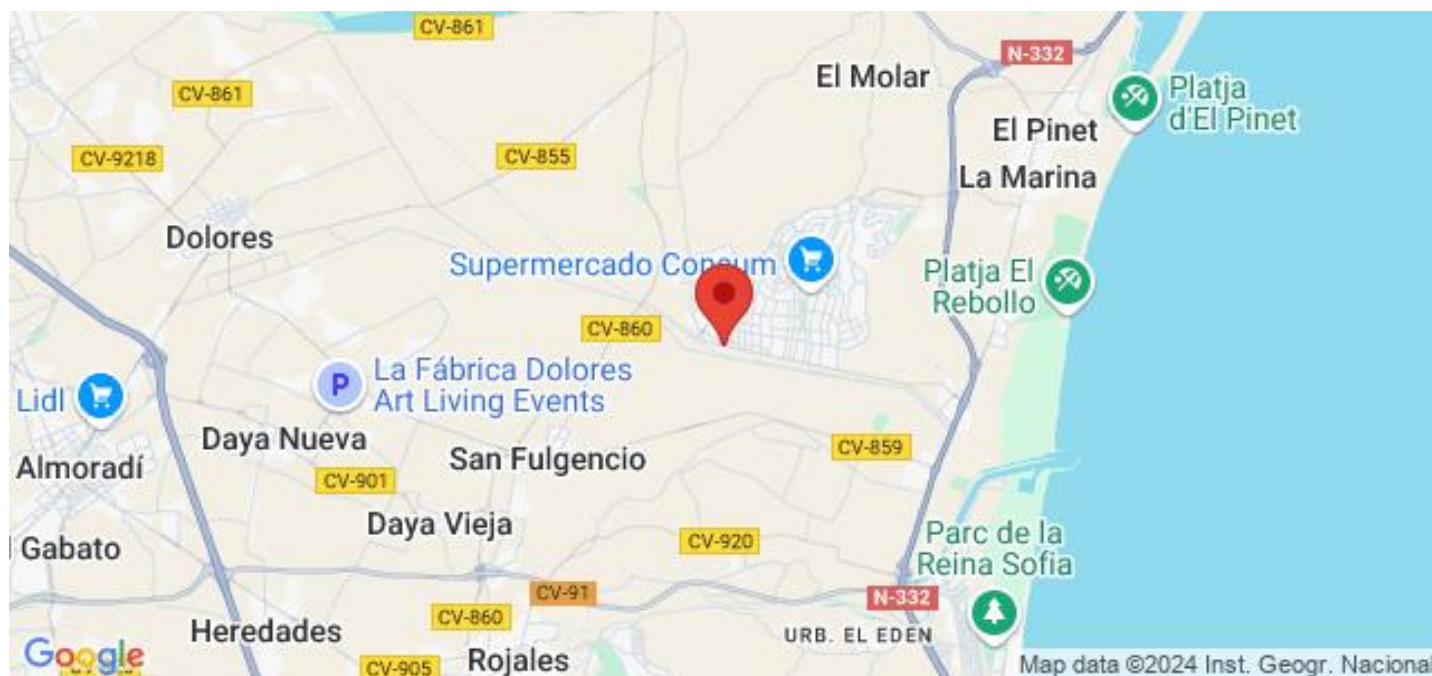 CV-861
N-332
El Molar
CV-861
Platja
d'El Pinet
El Pinet
CV-9218
CV-855
La Marina
Dolores
Supermercado Consum
Platja El
Rebollo
CV-860
La Fábrica Dolores
Art Living Events
P
Lidl
Daya Nueva
CV-859
San Fulgencio
Almoradí
CV-901
Daya Vieja
CV-920
Parc de la
Reina Sofia
Gabato
CV-91
N-332
CV-860
Heredades
URB. EL EDEN
Google
CV-905
Rojales
Map data ©2024 Inst. Geogr. Nacional